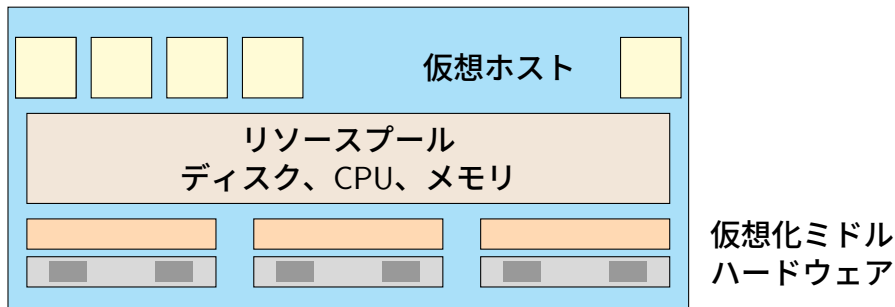 仮想ホスト
リソースプール
ディスク、CPU、メモリ
仮想化ミドル
ハードウェア